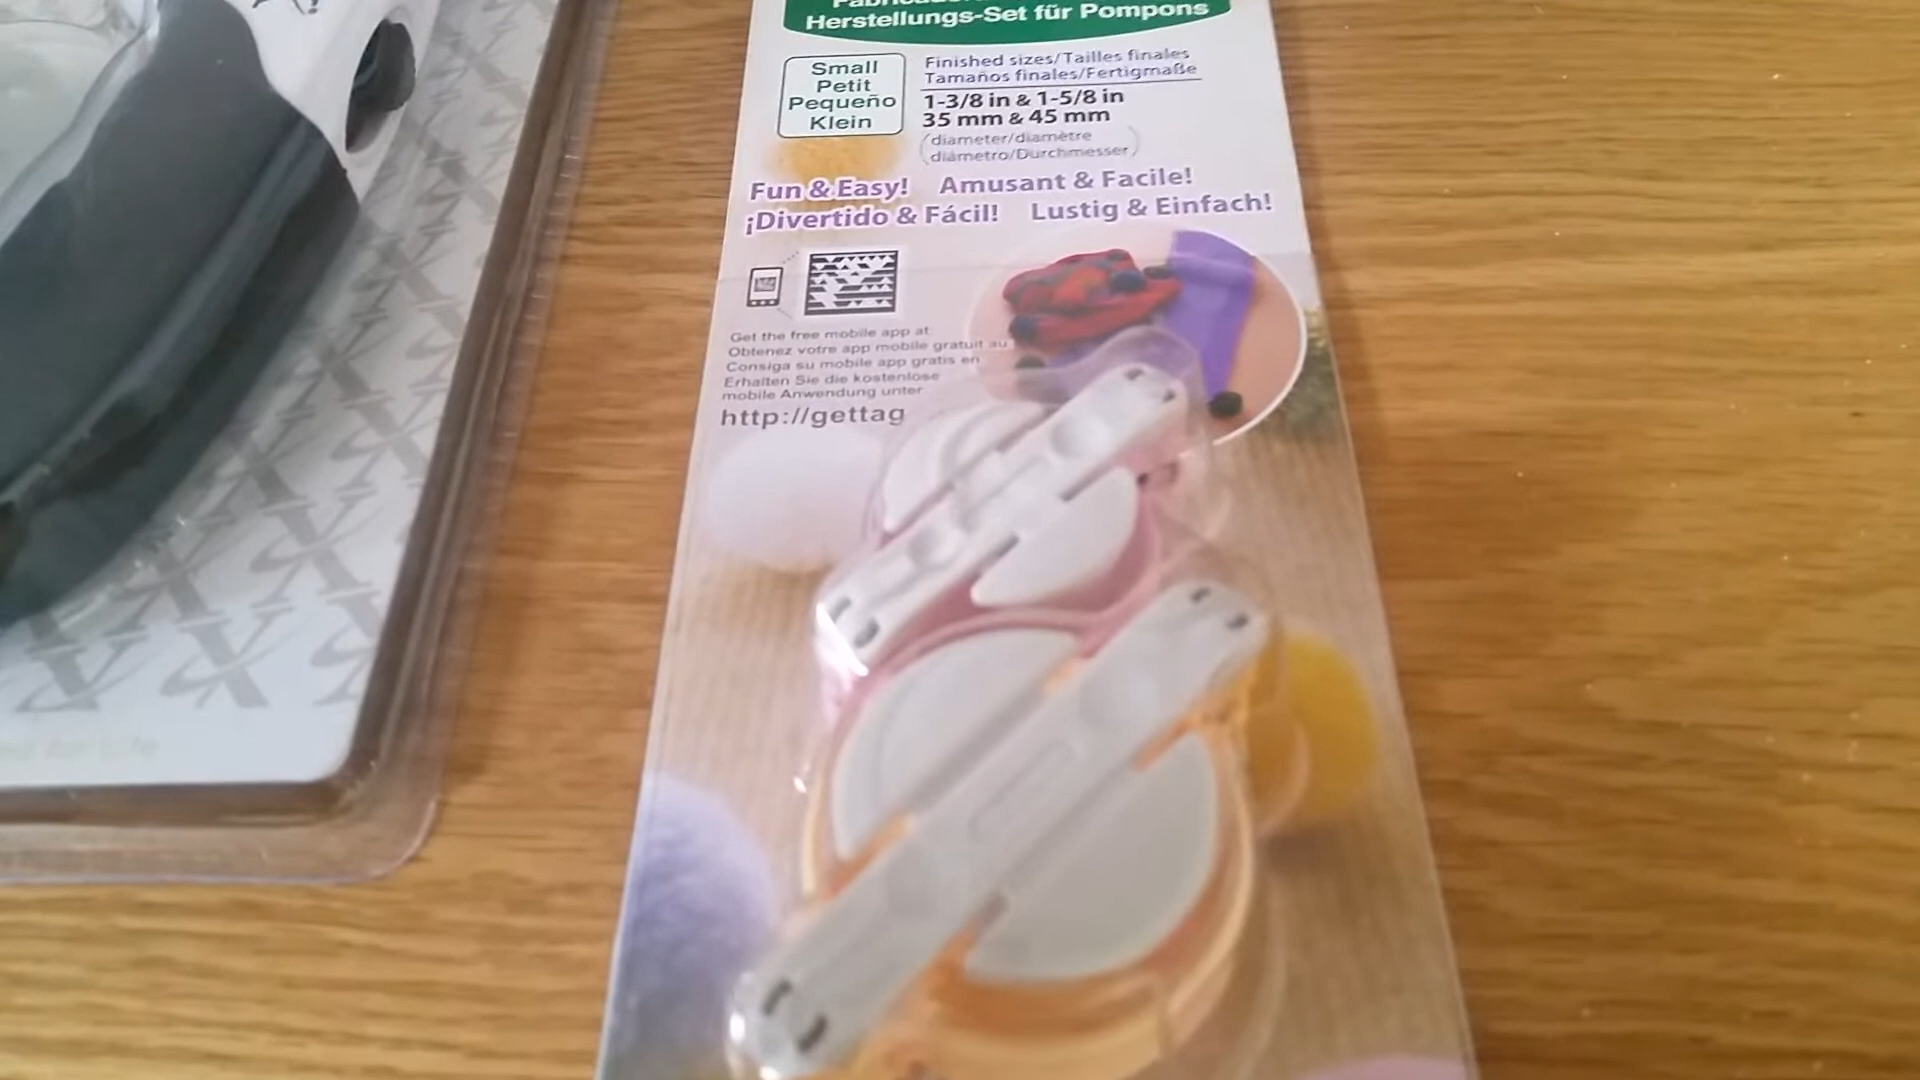 Herstellungs-Set für Pompons
Small
Petit
Pequeño
Klein
Finished sizes/Tailles finales
Tamaños finales/Fertigmaße
1-3/8 in & 1-5/8 in
35 mm & 45 mm
(diameter/diamètre
diámetro/Durchmesser)
Fun & Easy! Amusant & Facile!
¡Divertido & Fácil! Lustig & Einfach!
Get the free mobile app at:
Obtenez votre app mobile gratuit au
Consiga su mobile app gratis en
Erhalten Sie die kostenlose
mobile Anwendung unter
http://gettag
for Life